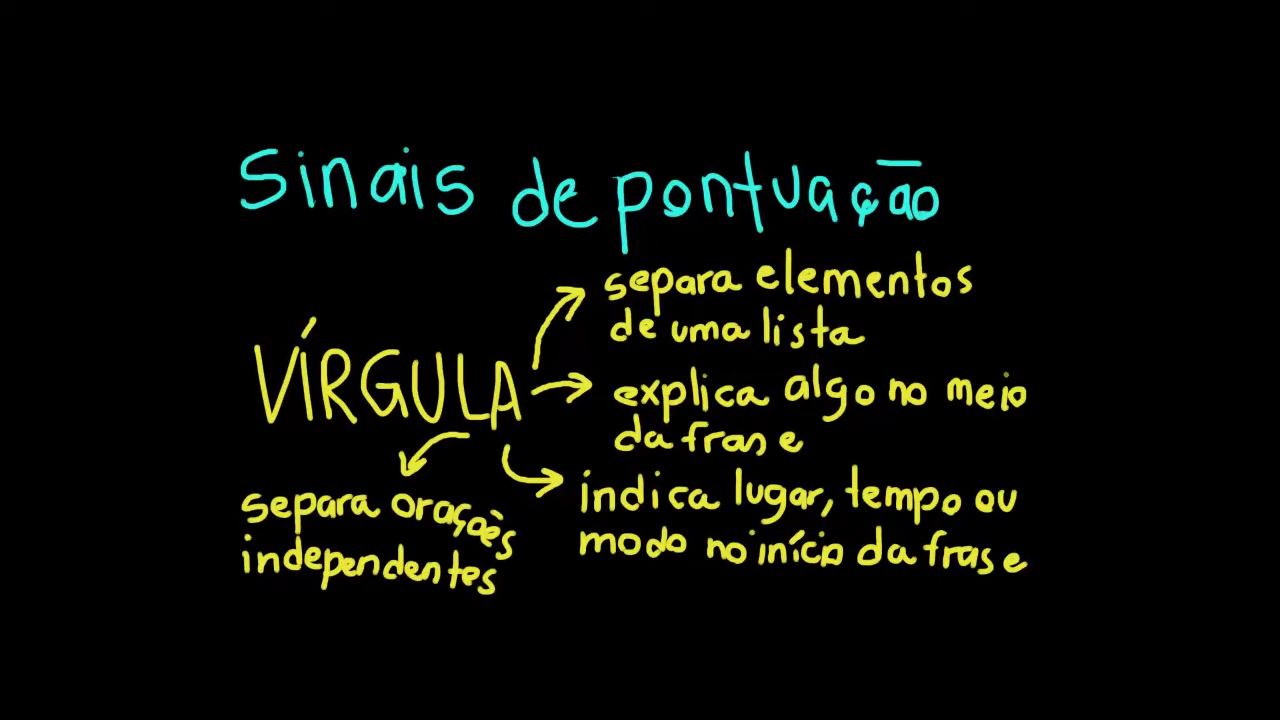 Sinais de pontuação
VÍRGULA
separa elementos
de uma lista
explica algo no meio
da frase
indica lugar, tempo ou
modo no início da frase
separa orações
independentes